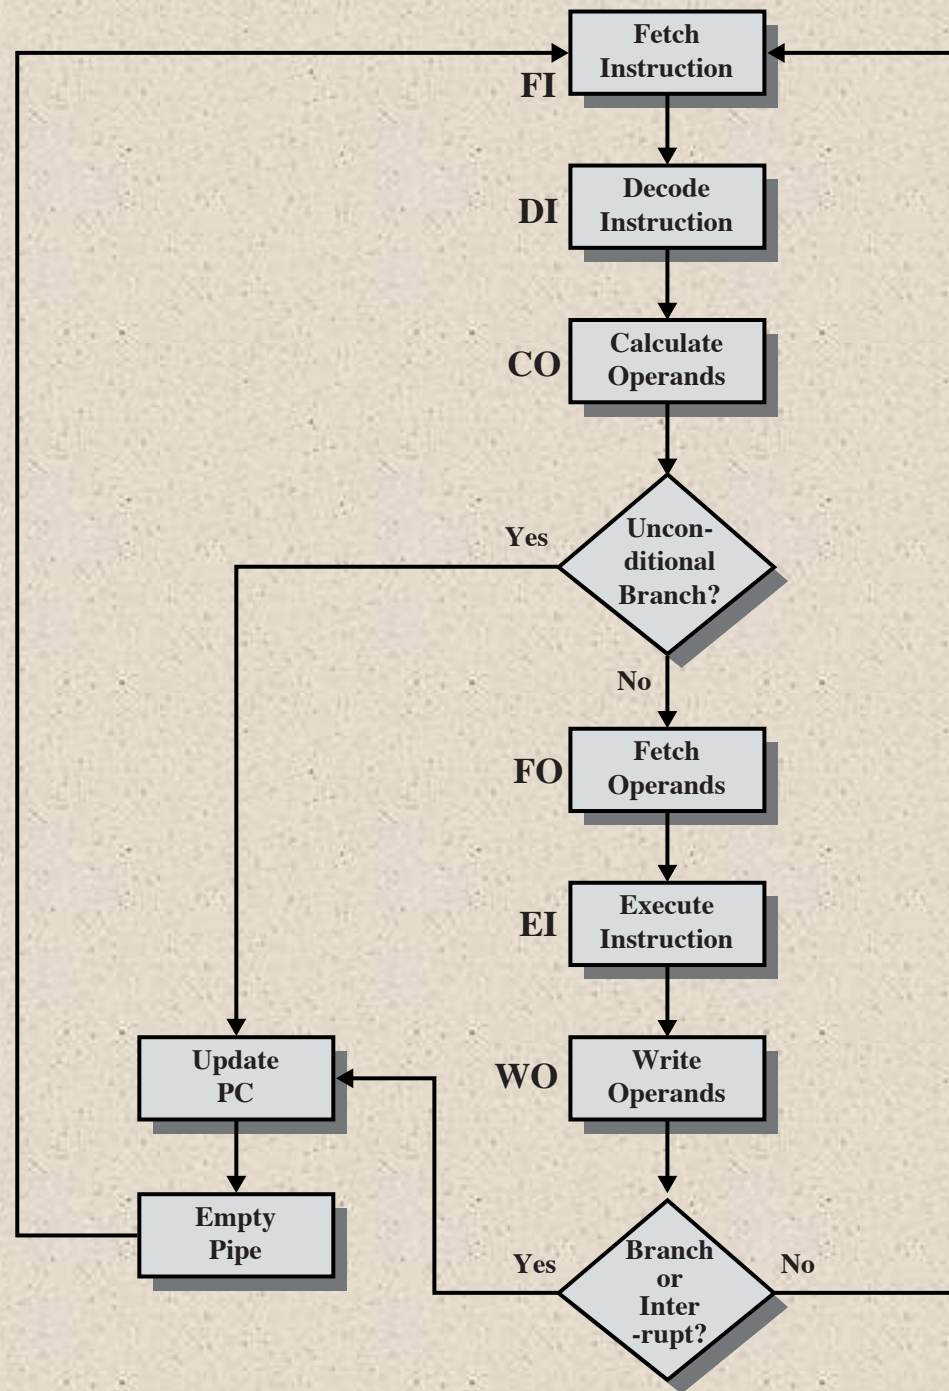 Fetch
Instruction
FI
Decode
Instruction
DI
Calculate
Operands
CO
Uncon-
ditional
Branch?
Yes
No
Fetch
Operands
FO
Execute
Instruction
EI
Update
PC
Write
Operands
WO
Empty
Pipe
Yes
Branch
or
Inter
-rupt?
No